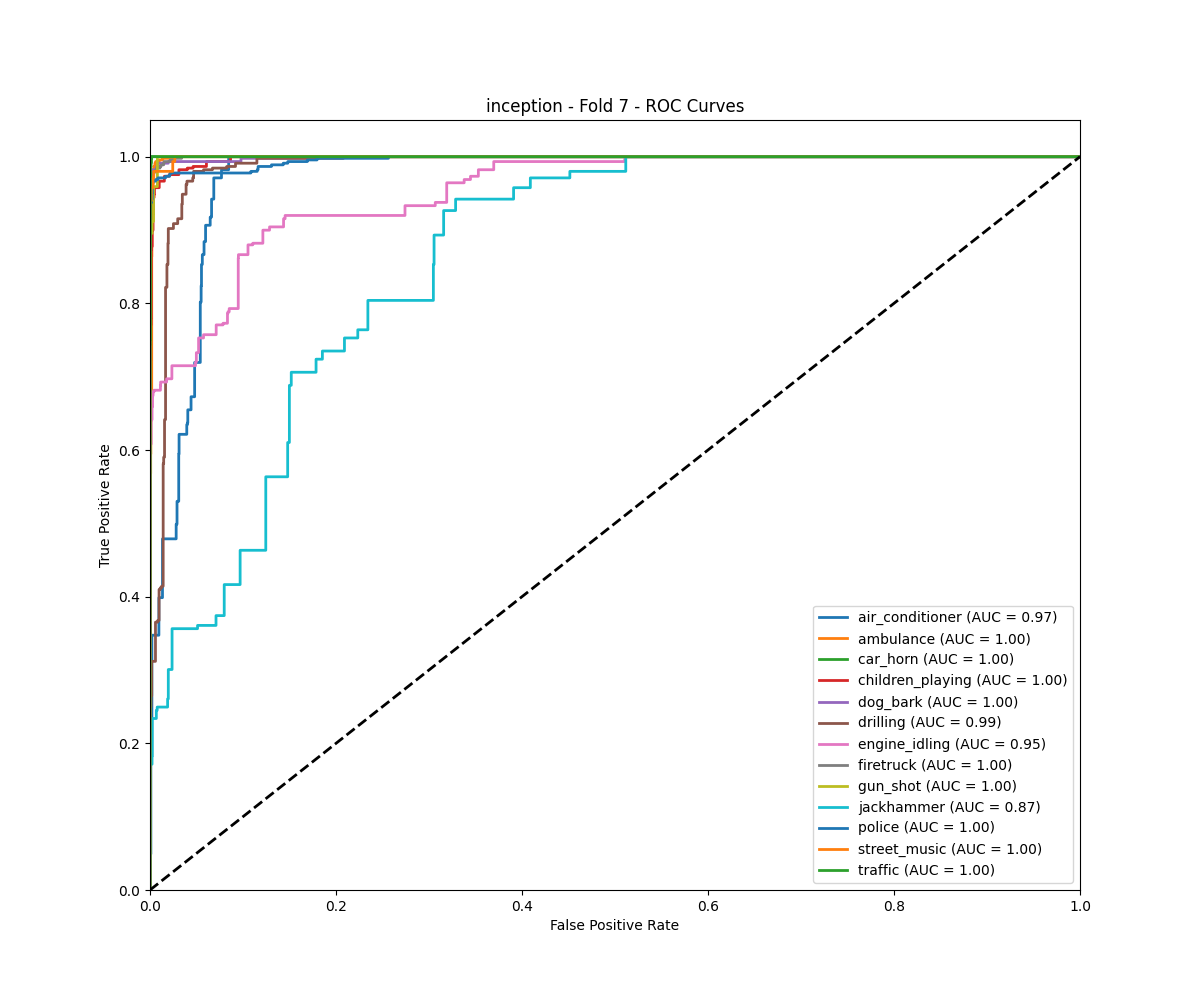 inception - Fold 7 - ROC Curves
1.0
0.8
0.6
0.4
0.2
0.0
True Positive Rate
0.0 0.2 0.4 0.6 0.8 1.0
False Positive Rate
air_conditioner (AUC = 0.97)
ambulance (AUC = 1.00)
car_horn (AUC = 1.00)
children_playing (AUC = 1.00)
dog_bark (AUC = 1.00)
drilling (AUC = 0.99)
engine_idling (AUC = 0.95)
firetruck (AUC = 1.00)
gun_shot (AUC = 1.00)
jackhammer (AUC = 0.87)
police (AUC = 1.00)
street_music (AUC = 1.00)
traffic (AUC = 1.00)